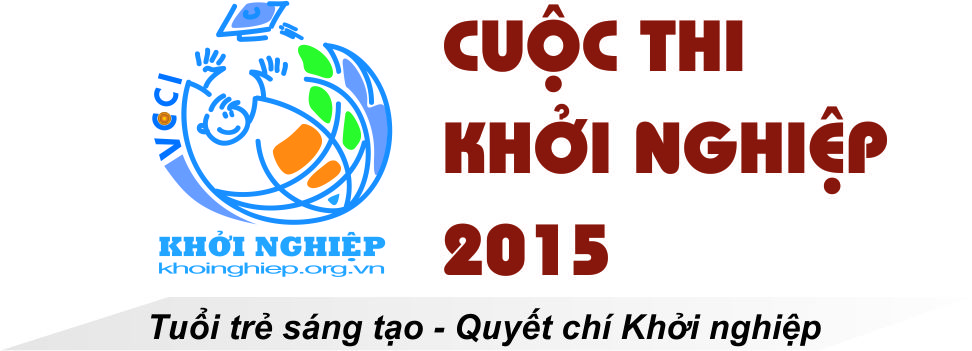 VCCI
KHỞI NGHIỆP
khoinghiep.org.vn
CUỘC THI
KHỞI NGHIỆP
2015
Tuổi trẻ sáng tạo - Quyết chí Khởi nghiệp